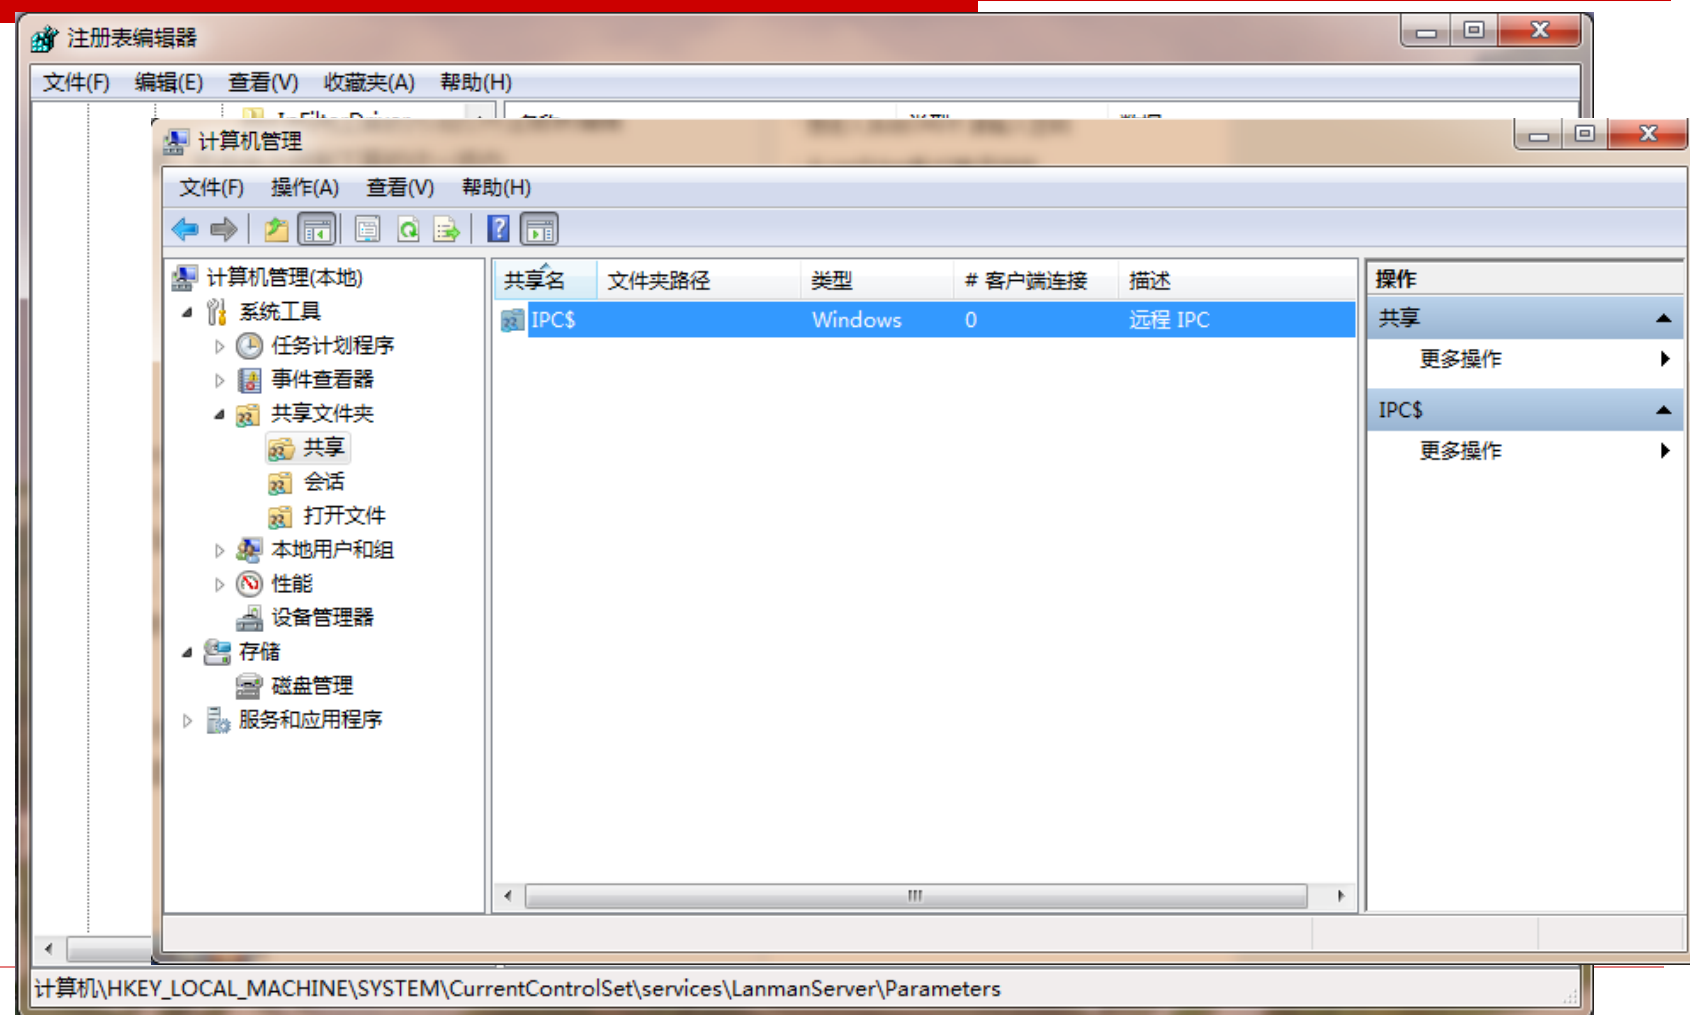 注册表编辑器
文件(F) 编辑(E) 查看(V) 收藏夹(A) 帮助(H)
计算机管理
文件(F) 操作(A) 查看(V) 帮助(H)
计算机管理(本地)
系统工具
任务计划程序
事件查看器
共享文件夹
共享
会话
打开文件
本地用户和组
性能
设备管理器
存储
磁盘管理
服务和应用程序
共享名 文件夹路径 类型 # 客户端连接 描述
IPC$ Windows 0 远程 IPC
操作
共享
更多操作
IPC$
更多操作
计算机\HKEY_LOCAL_MACHINE\SYSTEM\CurrentControlSet\services\LanmanServer\Parameters